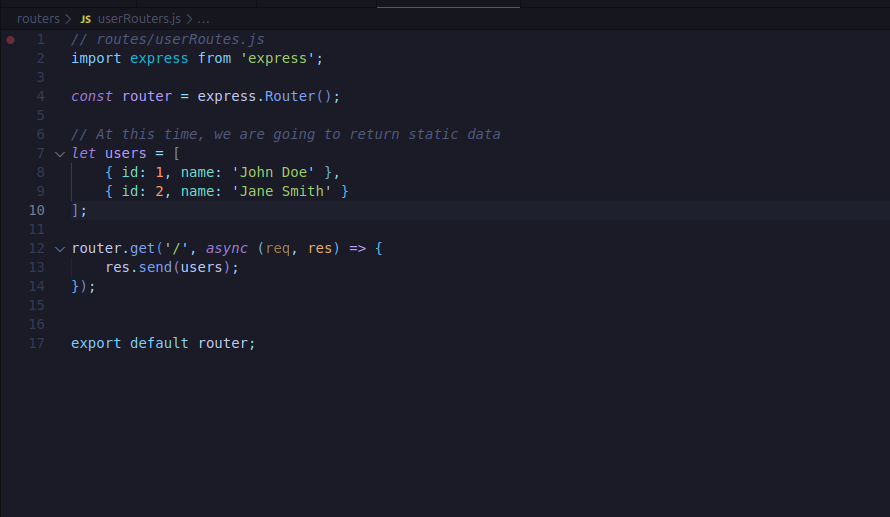 routers > JS userRouters.js > ...
1 // routes/userRoutes.js
2 import express from 'express';
3
4 const router = express.Router();
5
6 // At this time, we are going to return static data
7 let users = [
8     { id: 1, name: 'John Doe' },
9     { id: 2, name: 'Jane Smith' }
10 ];
11
12 router.get('/', async (req, res) => {
13     res.send(users);
14 });
15
16
17 export default router;